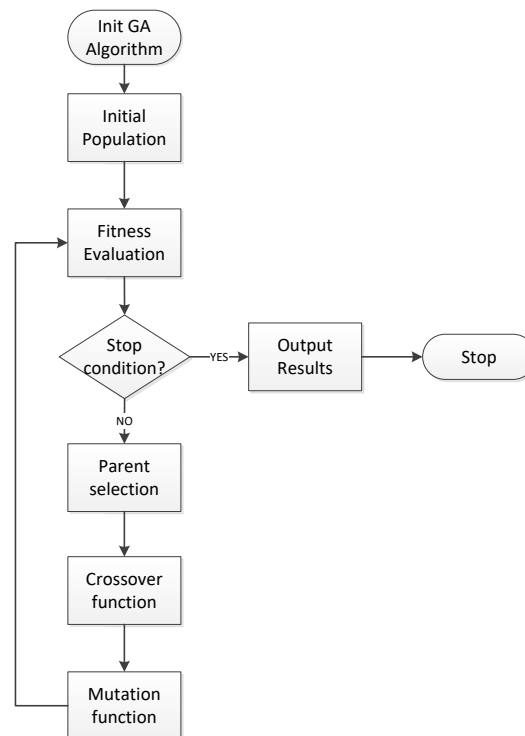 Init GA
Algorithm
Initial
Population
Fitness
Evaluation
Stop
condition?
YES
Output
Results
Stop
NO
Parent
selection
Crossover
function
Mutation
function